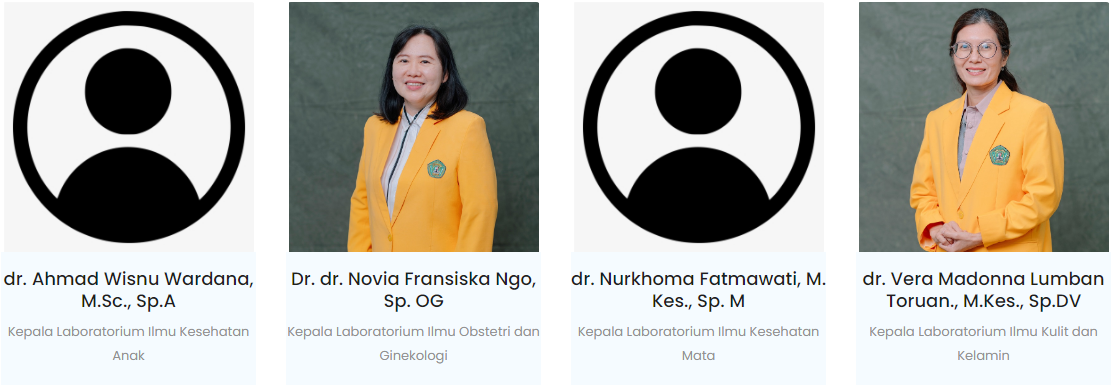 dr. Ahmad Wisnu Wardana,
M.Sc., Sp.A
Kepala Laboratorium Ilmu Kesehatan
Anak
Dr. dr. Novia Fransiska Ngo,
Sp. OG
Kepala Laboratorium Ilmu Obstetri dan
Ginekologi
dr. Nurkhoma Fatmawati, M.
Kes., Sp. M
Kepala Laboratorium Ilmu Kesehatan
Mata
dr. Vera Madonna Lumban
Toruan., M.Kes., Sp.DV
Kepala Laboratorium Ilmu Kulit dan
Kelamin